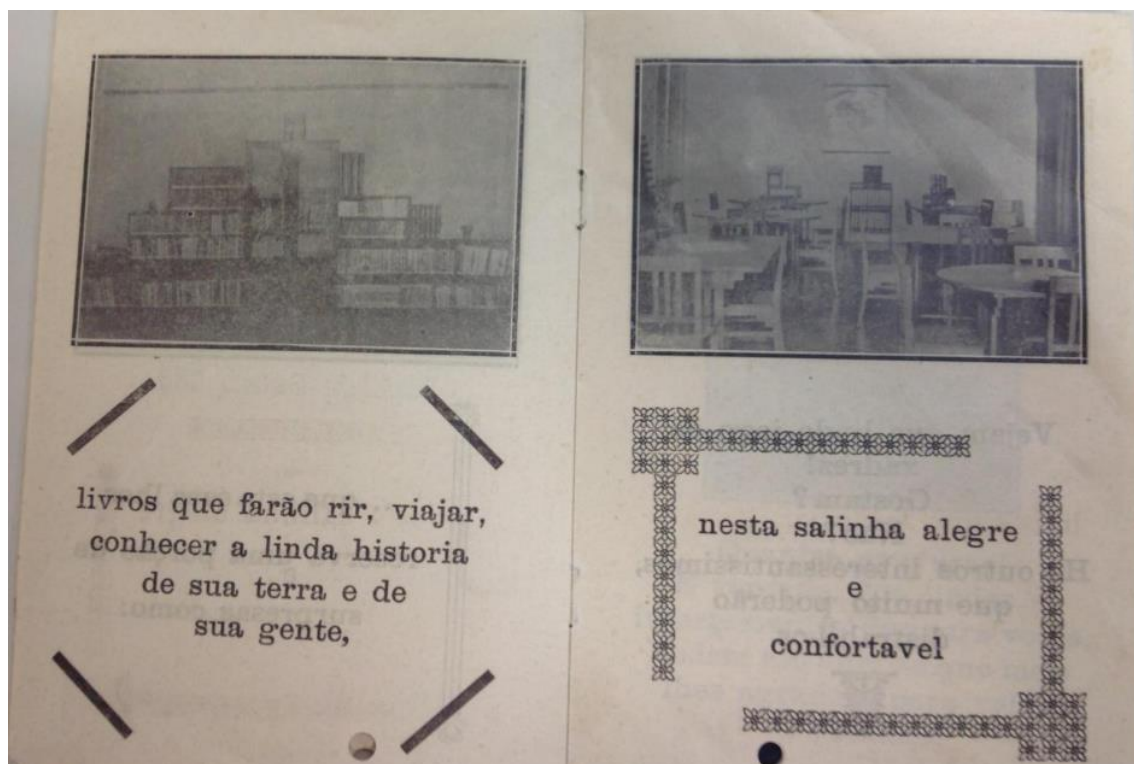 livros que farão rir, viajar,
conhecer a linda historia
de sua terra e de
sua gente,
nesta salinha alegre
e
confortavel